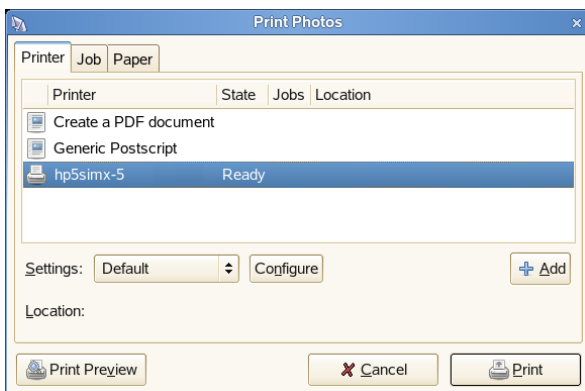 Print Photos
Printer Job Paper
Printer State Jobs Location
Create a PDF document
Generic Postscript
hp5simx-5 Ready
Settings: Default Configure Add
Location:
Print Preview Cancel Print